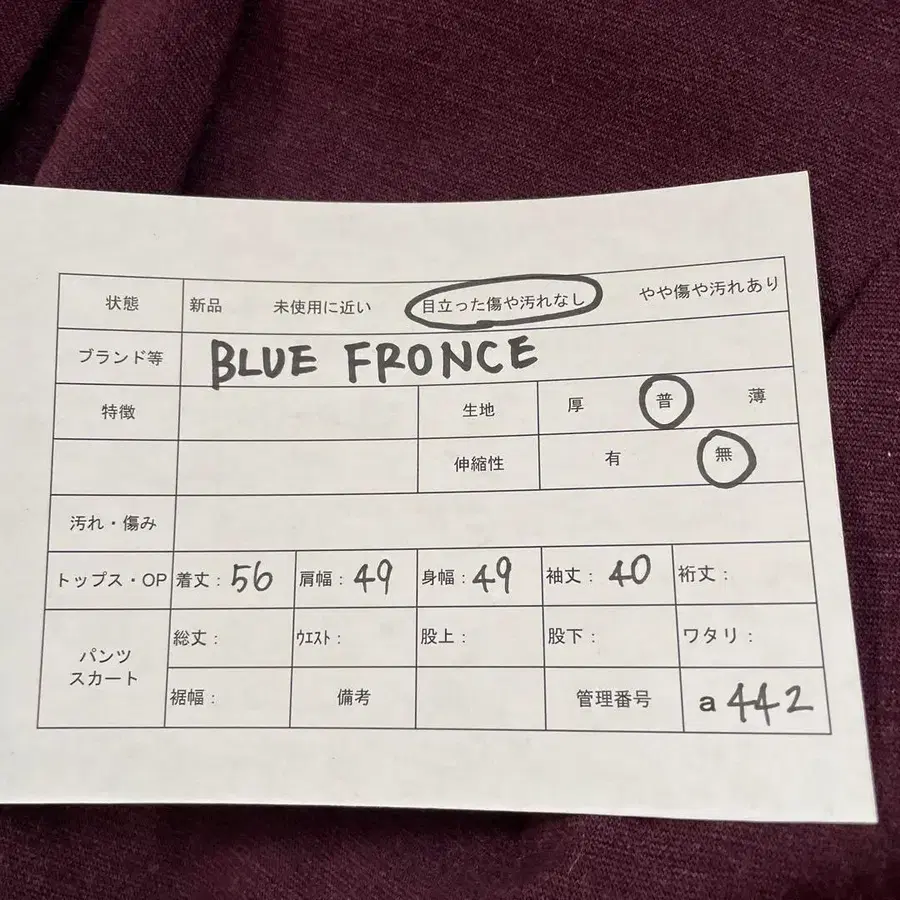 状態 新品 未使用に近い 目立った傷や汚れなし やや傷や汚れあり
ブランド等 BLUE FRONCE
特徴 生地 厚 普 薄
伸縮性 有 無
汚れ・傷み
トップス・OP 着丈：56 肩幅：49 身幅：49 袖丈：40 裄丈：
パンツ スカート 総丈： ｳｴｽﾄ： 股上： 股下： ワタリ：
裾幅： 備考 管理番号 a442